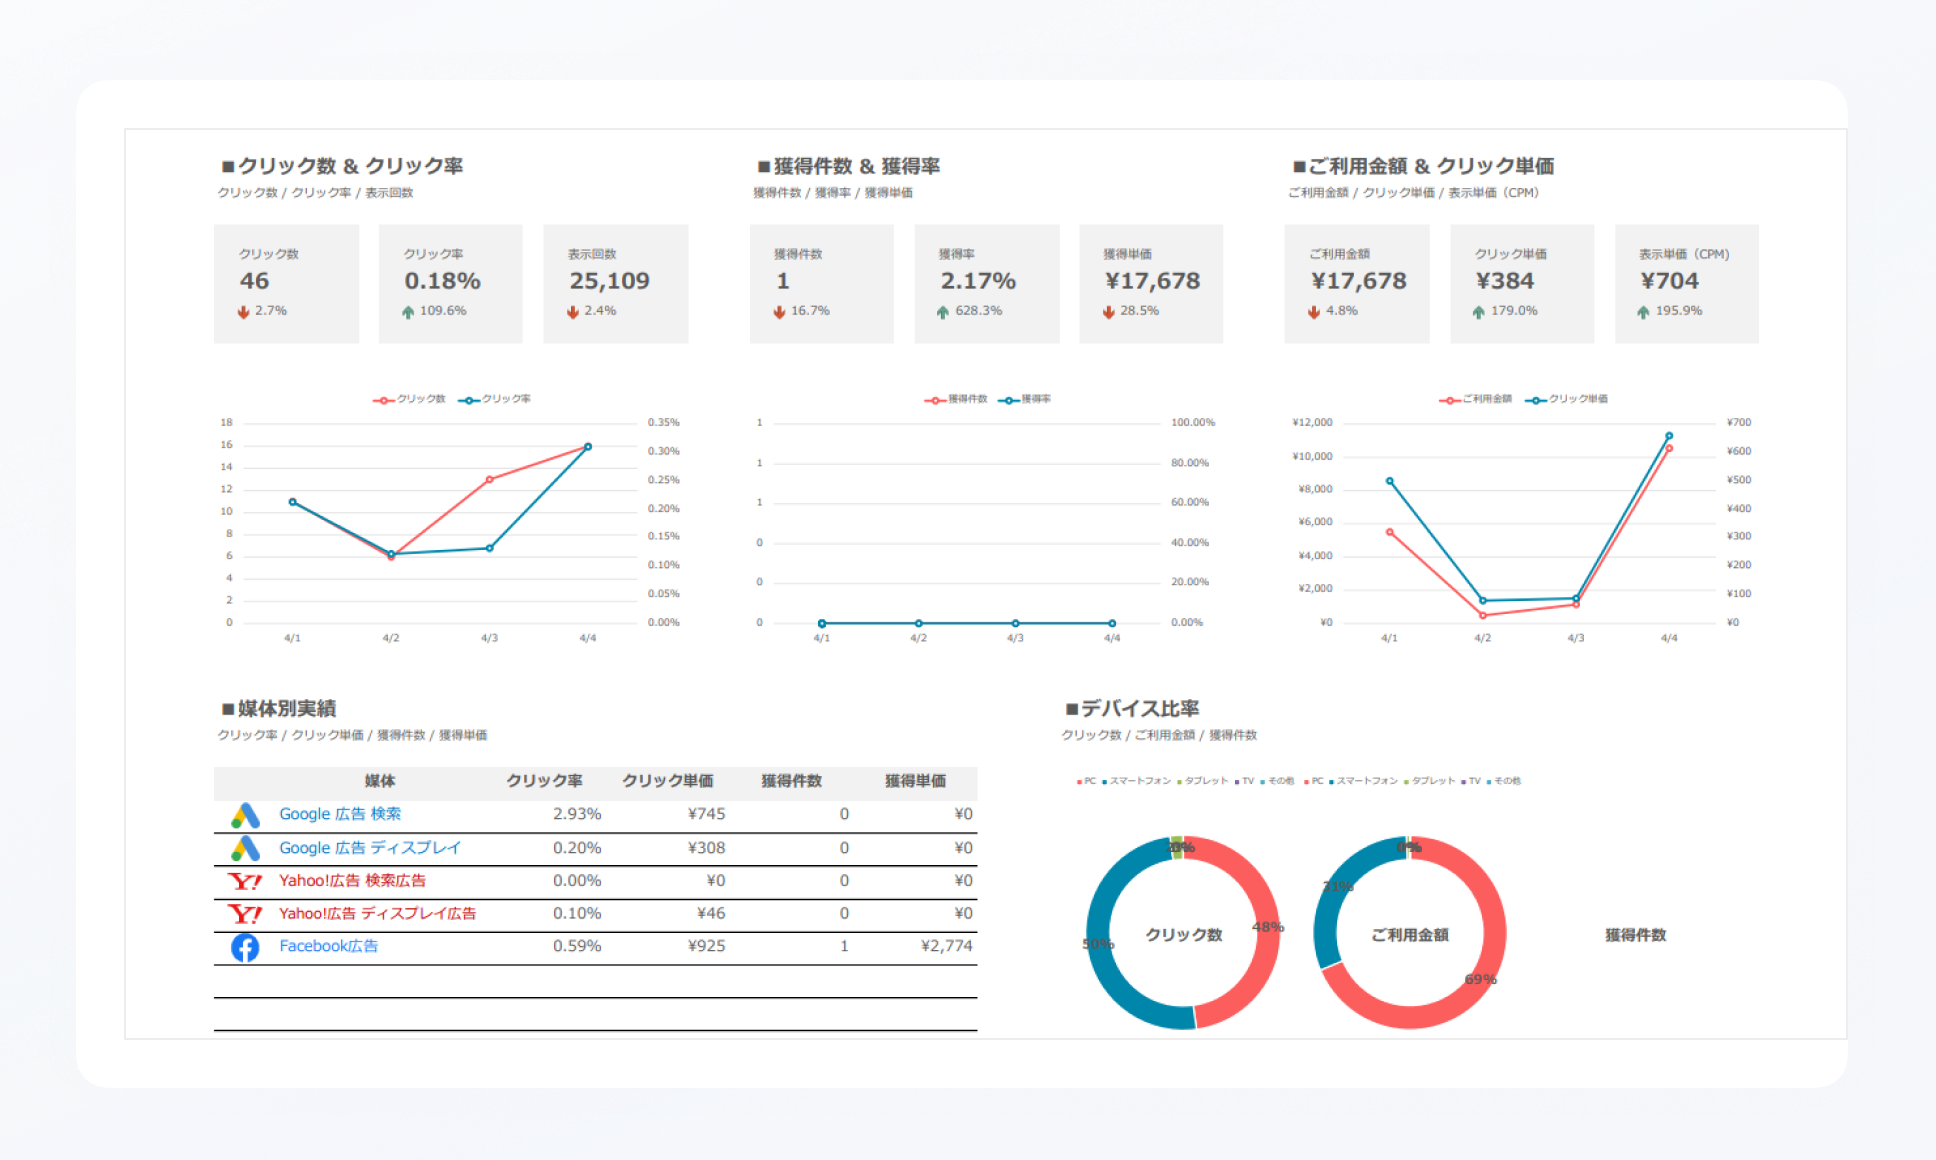 ■クリック数 & クリック率
クリック数 / クリック率 / 表示回数
クリック数
46
2.7%
クリック率
0.18%
109.6%
表示回数
25,109
2.4%
■獲得件数 & 獲得率
獲得件数 / 獲得率 / 獲得単価
獲得件数
1
16.7%
獲得率
2.17%
628.3%
獲得単価
¥17,678
28.5%
■ご利用金額 & クリック単価
ご利用金額 / クリック単価 / 表示単価（CPM）
ご利用金額
¥17,678
4.8%
クリック単価
¥384
179.0%
表示単価（CPM）
¥704
195.9%
クリック数 クリック率
18
16
14
12
10
8
6
4
2
0
0.35%
0.30%
0.25%
0.20%
0.15%
0.10%
0.05%
0.00%
4/1 4/2 4/3 4/4
獲得件数 獲得率
1
1
1
0
0
0
100.00%
80.00%
60.00%
40.00%
20.00%
0.00%
4/1 4/2 4/3 4/4
ご利用金額 クリック単価
¥12,000
¥10,000
¥8,000
¥6,000
¥4,000
¥2,000
¥0
¥700
¥600
¥500
¥400
¥300
¥200
¥100
¥0
4/1 4/2 4/3 4/4
■媒体別実績
クリック率 / クリック単価 / 獲得件数 / 獲得単価
媒体 クリック率 クリック単価 獲得件数 獲得単価
Google 広告 検索 2.93% ¥745 0 ¥0
Google 広告 ディスプレイ 0.20% ¥308 0 ¥0
Y! Yahoo!広告 検索広告 0.00% ¥0 0 ¥0
Y! Yahoo!広告 ディスプレイ広告 0.10% ¥46 0 ¥0
Facebook広告 0.59% ¥925 1 ¥2,774
■デバイス比率
クリック数 / ご利用金額 / 獲得件数
PC スマートフォン タブレット TV その他 PC スマートフォン タブレット TV その他
48%
50%
クリック数
0%
31%
69%
ご利用金額
獲得件数